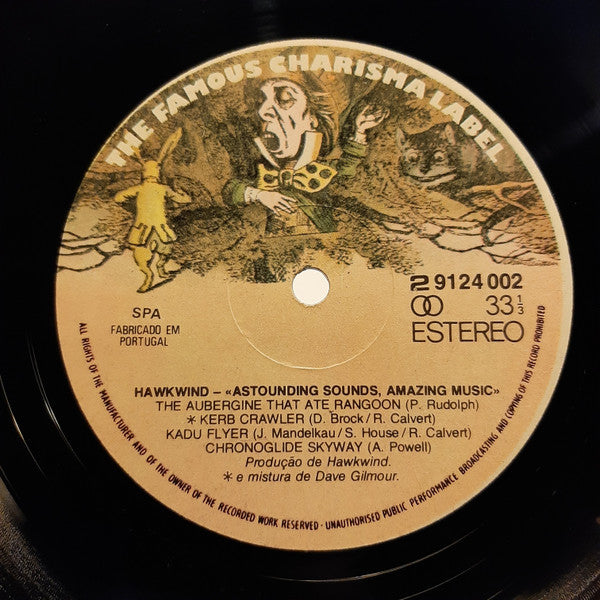 THE FAMOUS CHARISMA LABEL
2 9124 002
33 1/3
ESTEREO
SPA
FABRICADO EM
PORTUGAL
HAWKWIND – «ASTOUNDING SOUNDS, AMAZING MUSIC»
THE AUBERGINE THAT ATE RANGOON (P. Rudolph)
* KERB CRAWLER (D. Brock/R. Calvert)
KADU FLYER (J. Mandelkau/S. House/R. Calvert)
CHRONOGLIDE SKYWAY (A. Powell)
Produção de Hawkwind.
* e mistura de Dave Gilmour.
ALL RIGHTS OF THE MANUFACTURER AND OF THE OWNER OF THE RECORDED WORK RESERVED · UNAUTHORISED PUBLIC PERFORMANCE BROADCASTING AND COPYING OF THIS RECORD PROHIBITED